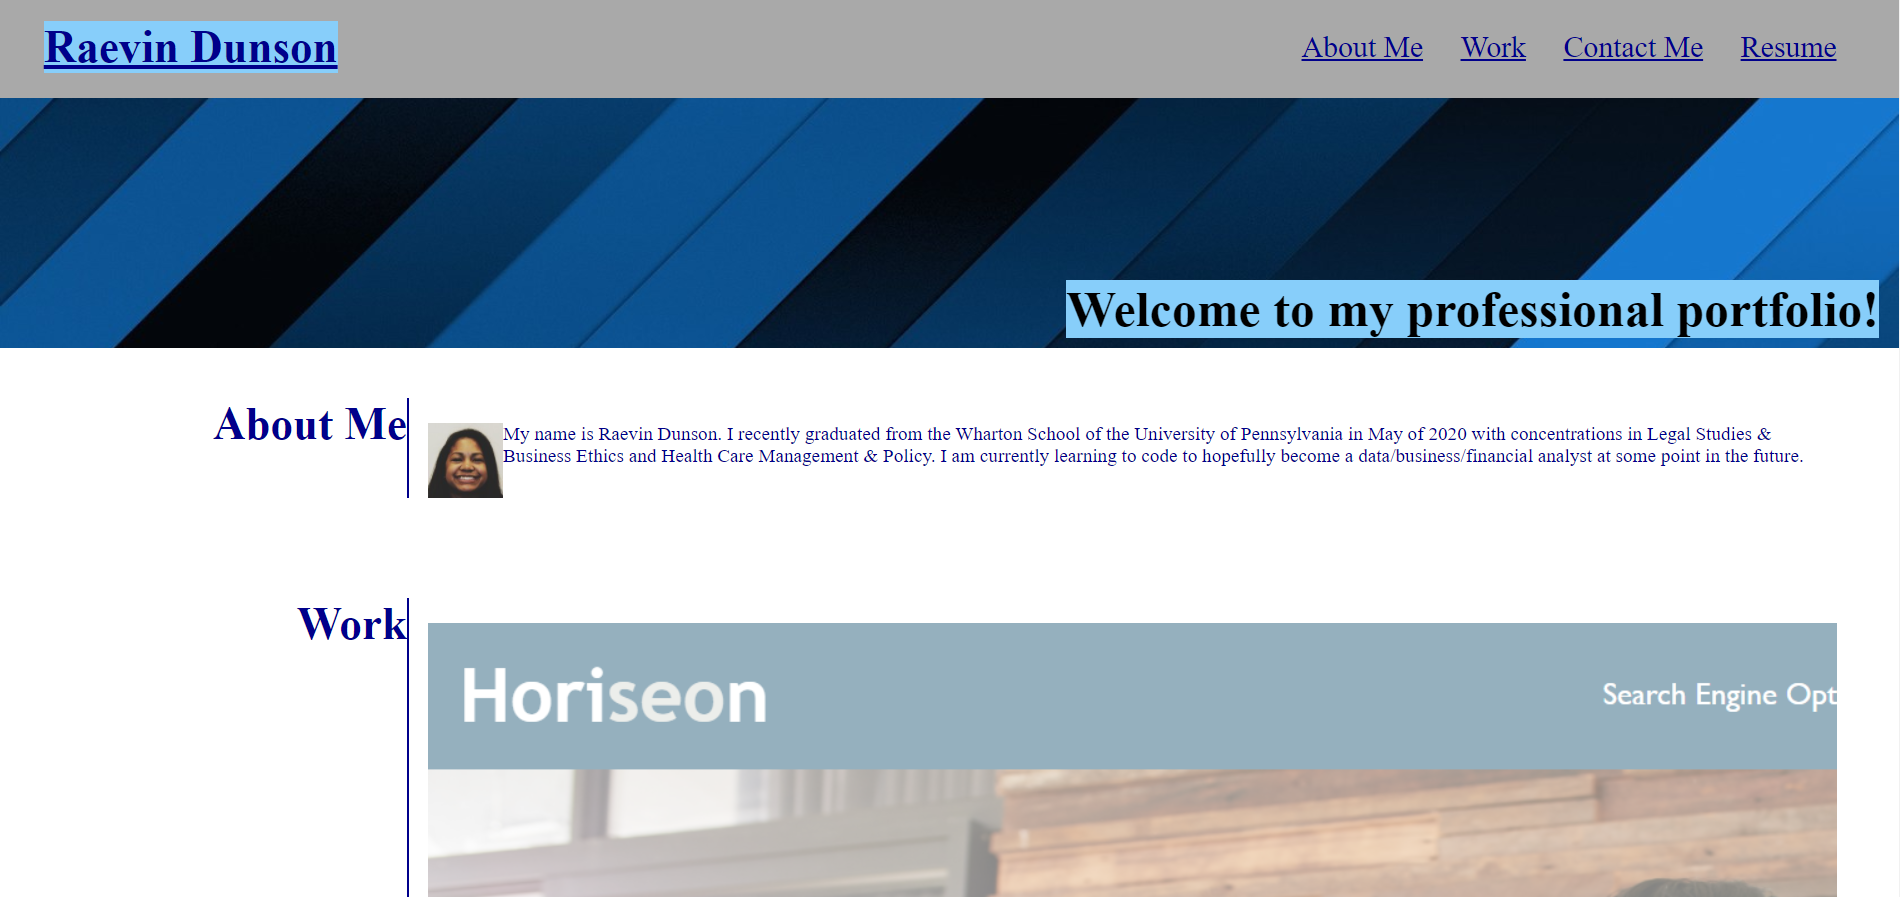 Raevin Dunson
About Me Work Contact Me Resume
Welcome to my professional portfolio!
About Me
My name is Raevin Dunson. I recently graduated from the Wharton School of the University of Pennsylvania in May of 2020 with concentrations in Legal Studies &
Business Ethics and Health Care Management & Policy. I am currently learning to code to hopefully become a data/business/financial analyst at some point in the future.
Work
Horiseon
Search Engine Opt